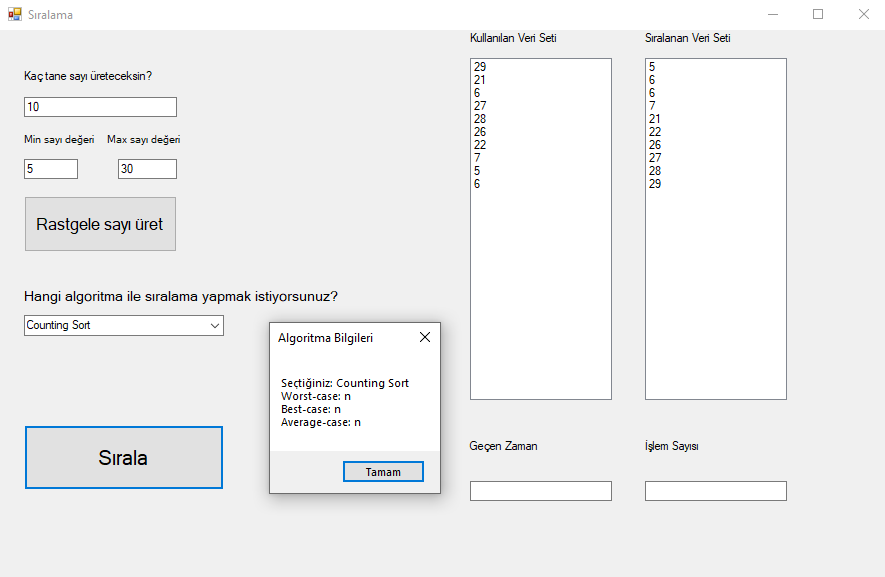 Sıralama
Kaç tane sayı üreteceksin?
10
Min sayı değeri Max sayı değeri
5 30
Rastgele sayı üret
Hangi algoritma ile sıralama yapmak istiyorsunuz?
Counting Sort
Sırala
Algoritma Bilgileri
Seçtiğiniz: Counting Sort
Worst-case: n
Best-case: n
Average-case: n
Tamam
Kullanılan Veri Seti
29
21
6
27
28
26
22
7
5
6
Sıralanan Veri Seti
5
6
6
7
21
22
26
27
28
29
Geçen Zaman
İşlem Sayısı